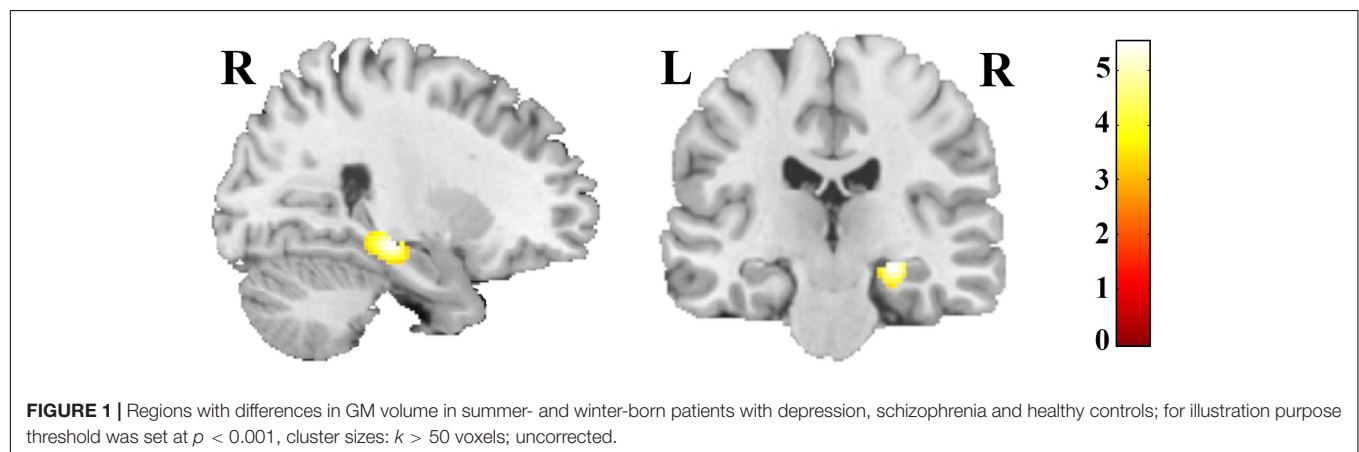 R
L
R
5
4
3
2
1
0
FIGURE 1 | Regions with differences in GM volume in summer- and winter-born patients with depression, schizophrenia and healthy controls; for illustration purpose
threshold was set at p < 0.001, cluster sizes: k > 50 voxels; uncorrected.